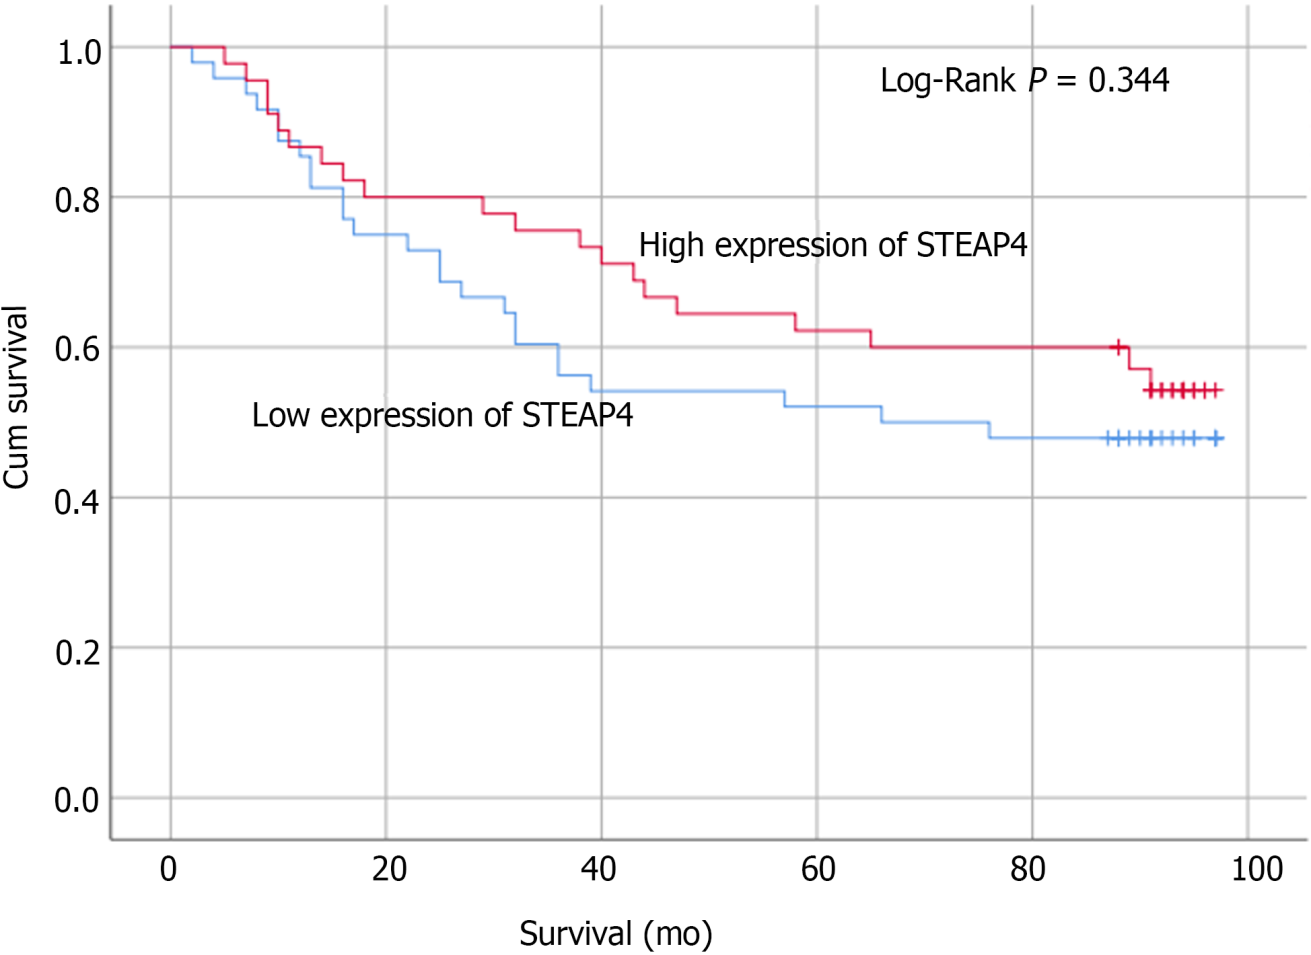 1.0
Log-Rank P = 0.344
0.8
High expression of STEAP4
0.6
Low expression of STEAP4
Cum survival
0.4
0.2
0.0
0 20 40 60 80 100
Survival (mo)